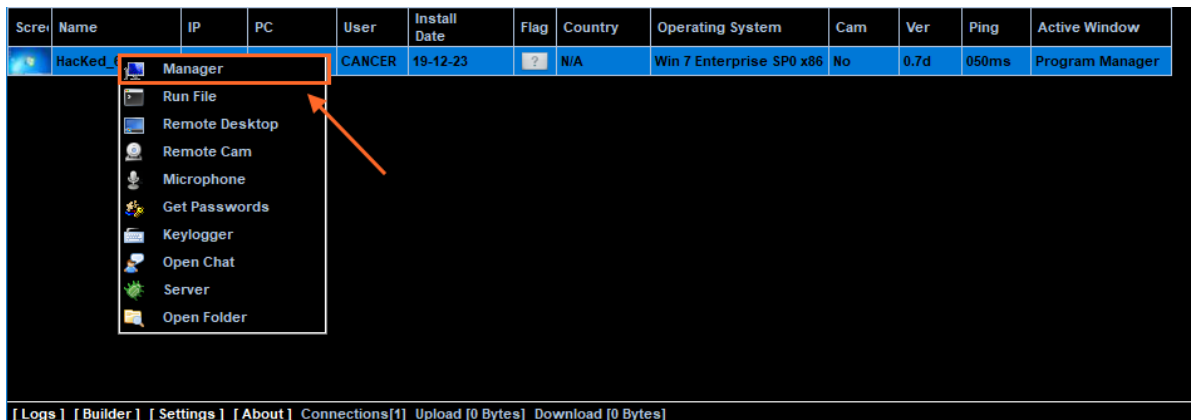 Scre Name IP PC User Install Date Flag Country Operating System Cam Ver Ping Active Window
HacKed_ CANCER 19-12-23 ? N/A Win 7 Enterprise SP0 x86 No 0.7d 050ms Program Manager
Manager
Run File
Remote Desktop
Remote Cam
Microphone
Get Passwords
Keylogger
Open Chat
Server
Open Folder
[ Logs ] [ Builder ] [ Settings ] [ About ] Connections[1] Upload [0 Bytes] Download [0 Bytes]